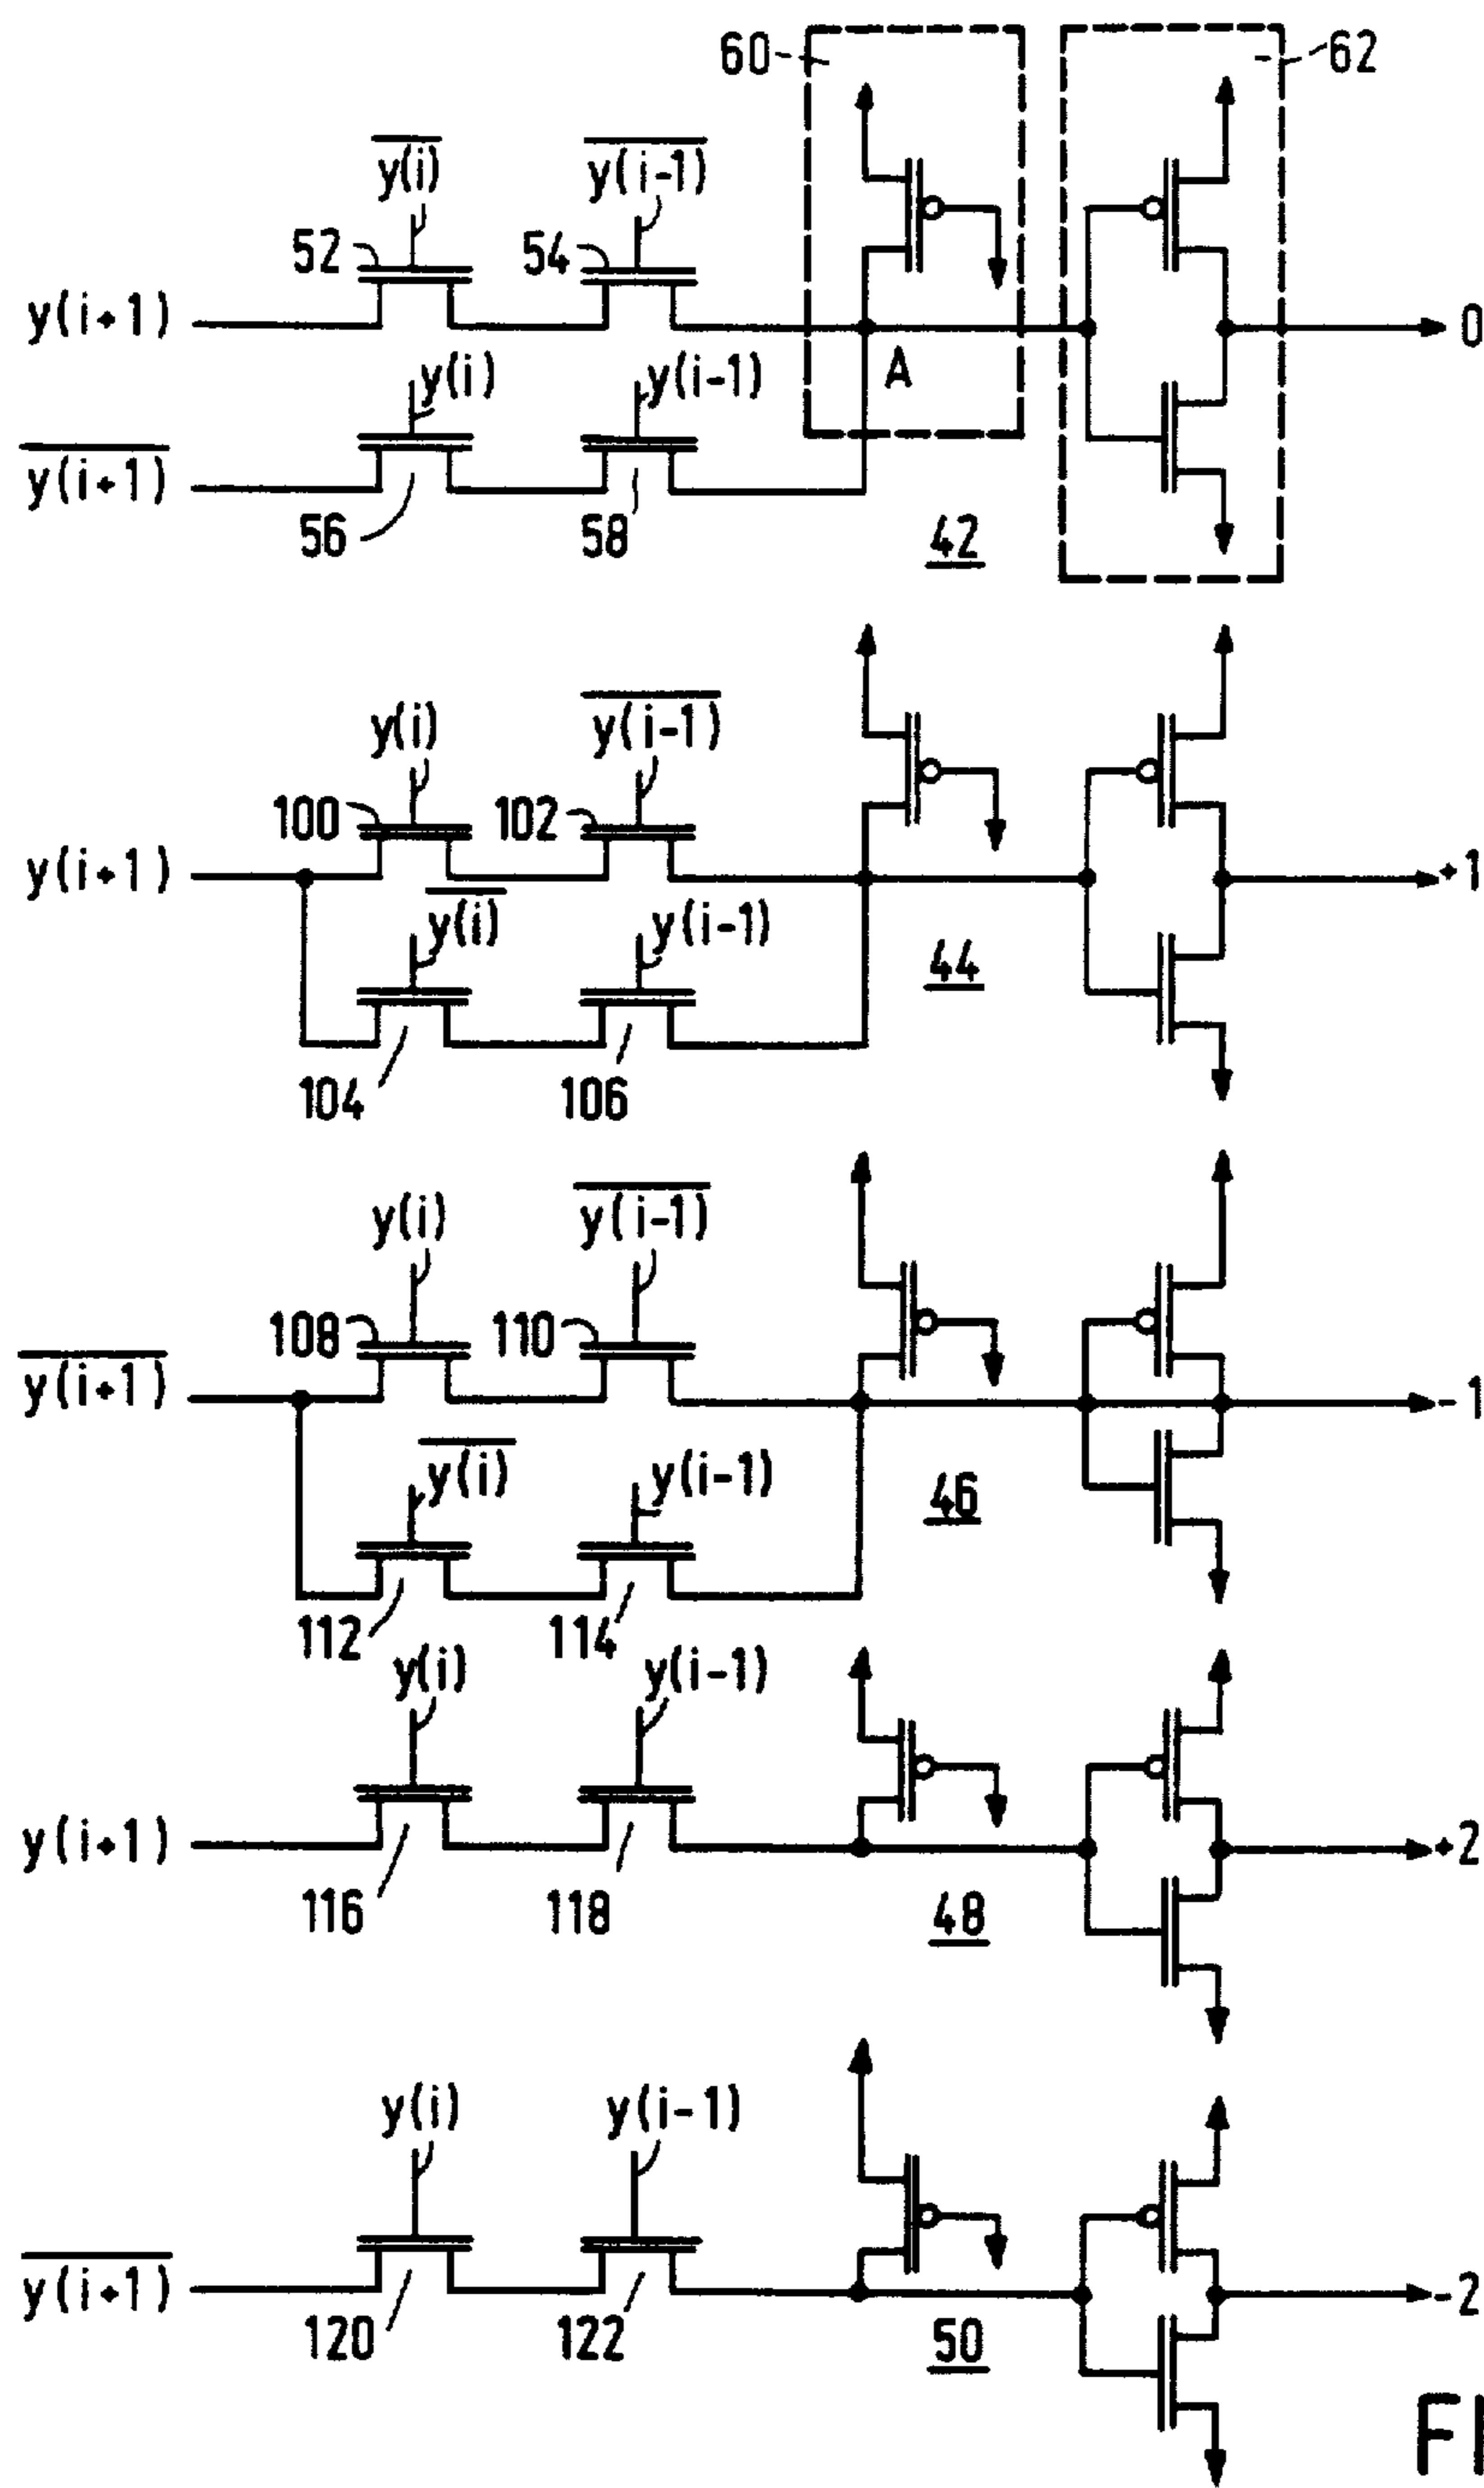 60
62
y(i)
y(i-1)
52
54
y(i+1)
0
A
y(i)
y(i-1)
y(i+1)
56
58
42
y(i)
y(i-1)
100
102
y(i+1)
+1
y(i)
y(i-1)
44
104
106
y(i)
y(i-1)
108
110
y(i+1)
-1
y(i)
y(i-1)
46
112
114
y(i)
y(i-1)
y(i+1)
+2
116
118
48
y(i)
y(i-1)
y(i+1)
-2
120
122
50